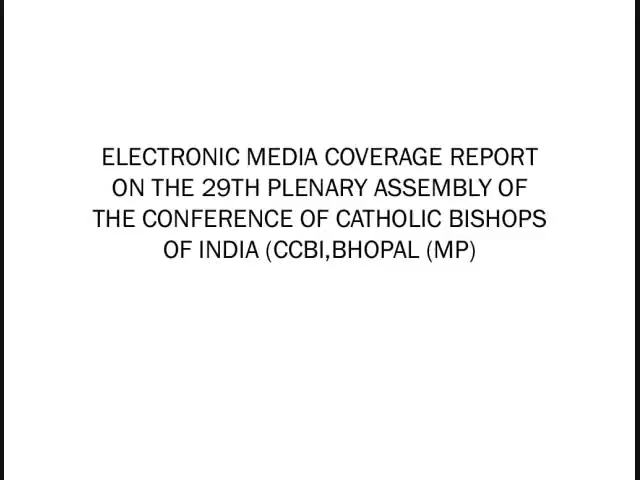 ELECTRONIC MEDIA COVERAGE REPORT
ON THE 29TH PLENARY ASSEMBLY OF
THE CONFERENCE OF CATHOLIC BISHOPS
OF INDIA (CCBI,BHOPAL (MP)